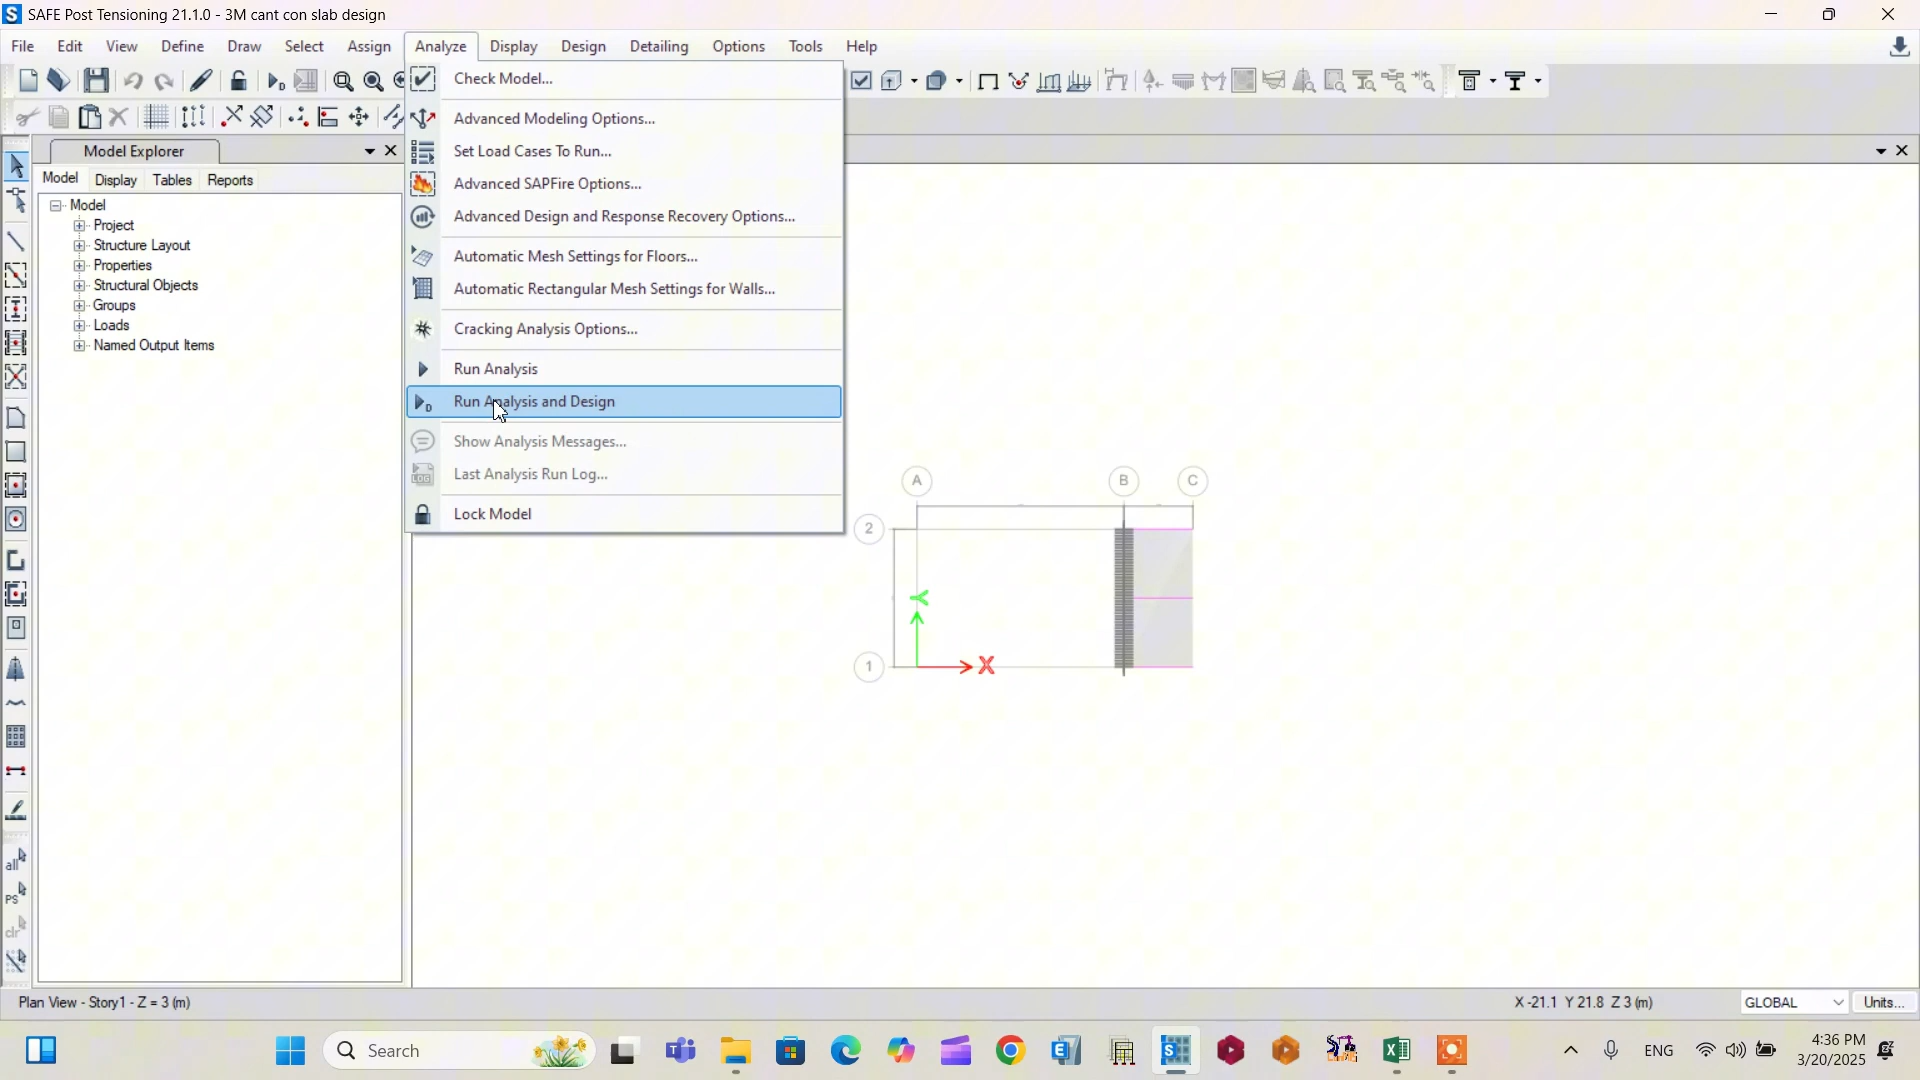 SAFE Post Tensioning 21.1.0 - 3M cant con slab design
File Edit View Define Draw Select Assign Analyze Display Design Detailing Options Tools Help
Check Model...
Advanced Modeling Options...
Set Load Cases To Run...
Advanced SAPFire Options...
Advanced Design and Response Recovery Options...
Automatic Mesh Settings for Floors...
Automatic Rectangular Mesh Settings for Walls...
Cracking Analysis Options...
Run Analysis
D Run Analysis and Design
Show Analysis Messages...
LOG Last Analysis Run Log...
Lock Model
Model Explorer
Model Display Tables Reports
Model
Project
Structure Layout
Properties
Structural Objects
Groups
Loads
Named Output Items
all
PS
clr
A B C
2
Y
1 X
Plan View - Story1 - Z = 3 (m)
X -21.1 Y 21.8 Z 3 (m)
GLOBAL
Units...
Search
ENG
4:36 PM
3/20/2025